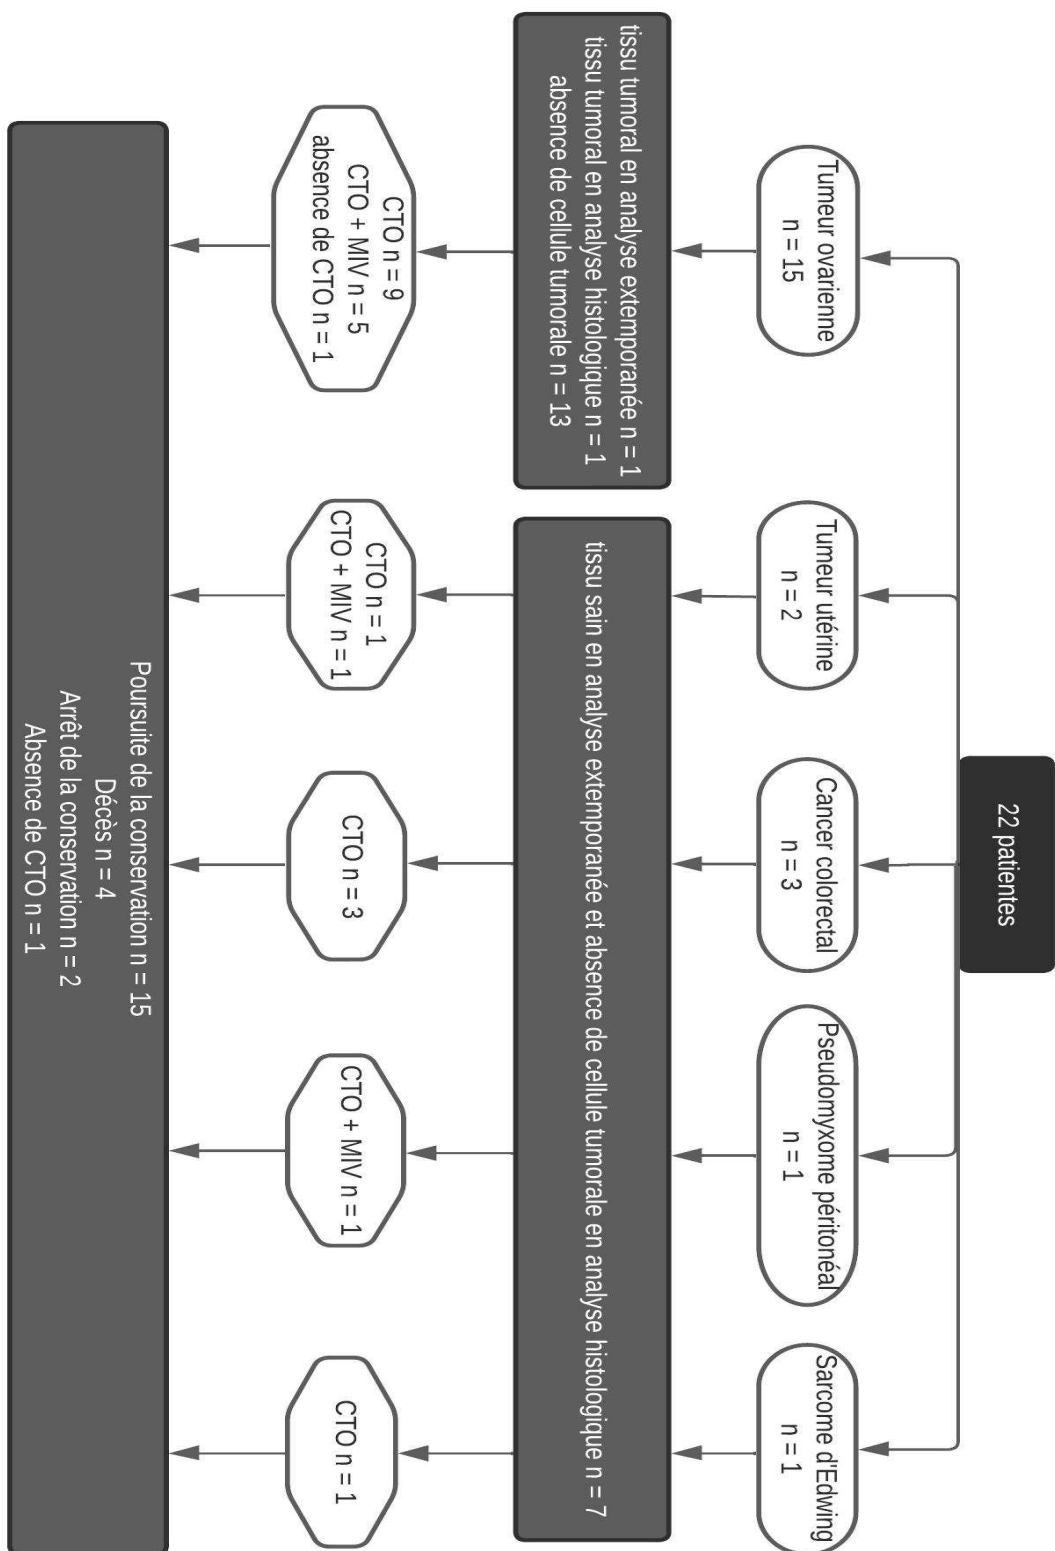 22 patientes
Tumeur ovarienne
n = 15
Tumeur utérine
n = 2
Cancer colorectal
n = 3
Pseudomyxome péritonéal
n = 1
Sarcome d'Edwing
n = 1
tissu tumoral en analyse extemporanée n = 1
tissu tumoral en analyse histologique n = 1
absence de cellule tumorale n = 13
tissu sain en analyse extemporanée et absence de cellule tumorale en analyse histologique n = 7
CTO n = 9
CTO + MIV n = 5
absence de CTO n = 1
CTO n = 1
CTO + MIV n = 1
CTO n = 3
CTO + MIV n = 1
CTO n = 1
Poursuite de la conservation n = 15
Décès n = 4
Arrêt de la conservation n = 2
Absence de CTO n = 1